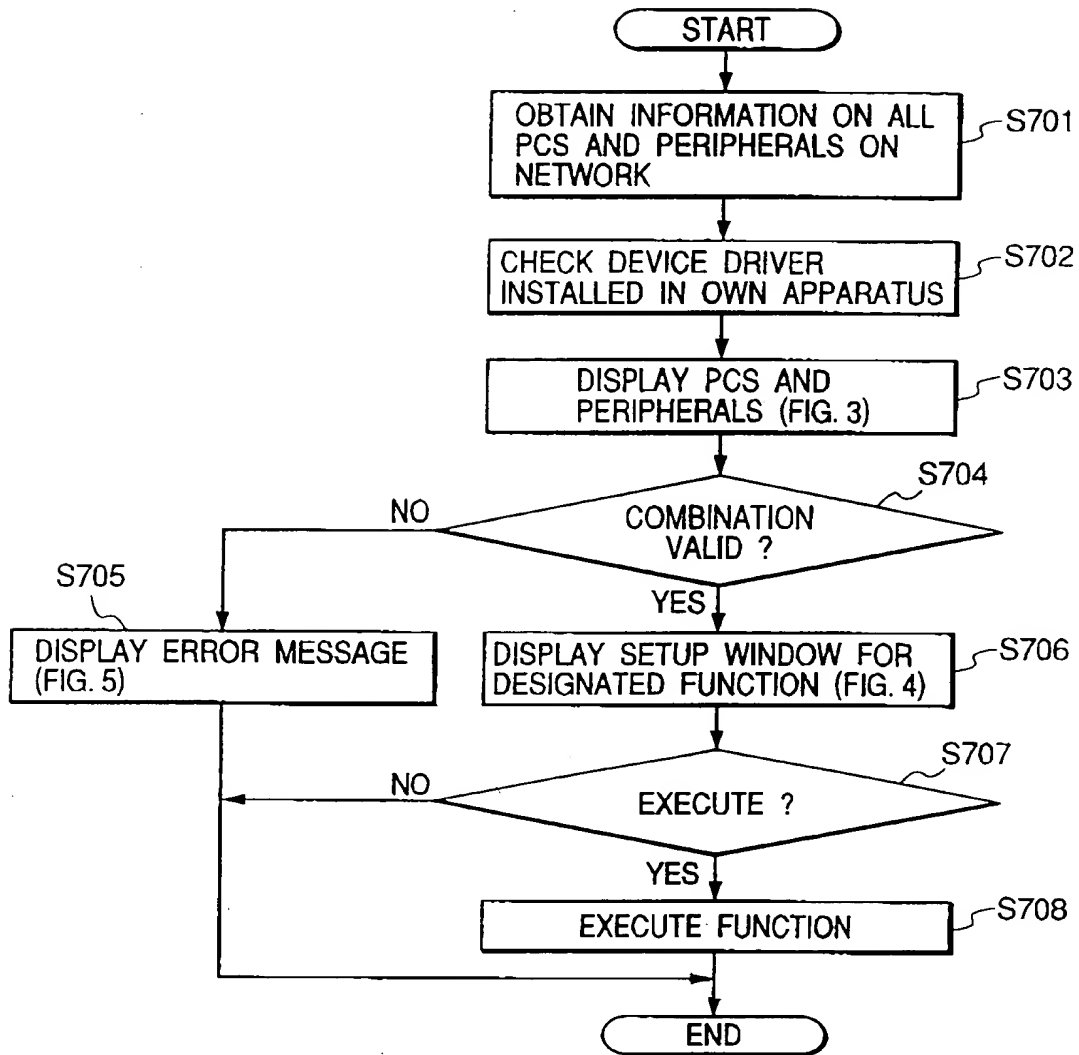 START
OBTAIN INFORMATION ON ALL
PCS AND PERIPHERALS ON
NETWORK
S701
CHECK DEVICE DRIVER
INSTALLED IN OWN APPARATUS
S702
DISPLAY PCS AND
PERIPHERALS (FIG. 3)
S703
S704
COMBINATION
VALID ?
NO
YES
S705
DISPLAY ERROR MESSAGE
(FIG. 5)
DISPLAY SETUP WINDOW FOR
DESIGNATED FUNCTION (FIG. 4)
S706
S707
EXECUTE ?
NO
YES
EXECUTE FUNCTION
S708
END